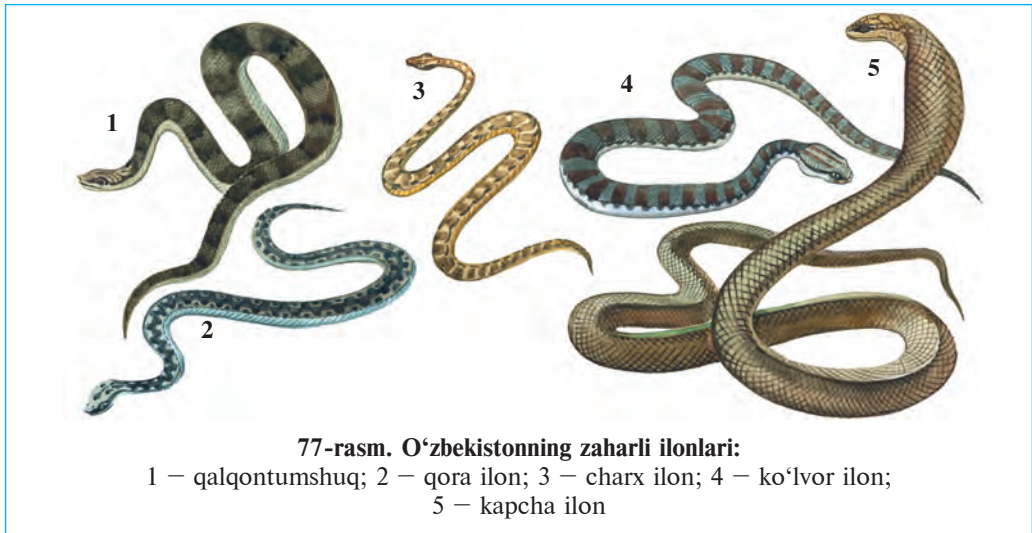 1
2
3
4
5
77-rasm. O‘zbekistonning zaharli ilonlari:
1 — qalqontumshuq; 2 — qora ilon; 3 — charx ilon; 4 — ko‘lvor ilon;
5 — kapcha ilon